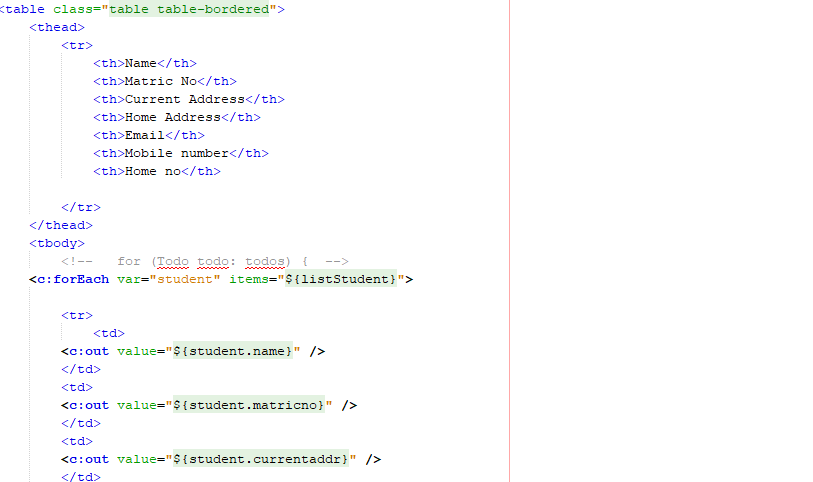 <table class="table table-bordered">
<thead>
<tr>
<th>Name</th>
<th>Matric No</th>
<th>Current Address</th>
<th>Home Address</th>
<th>Email</th>
<th>Mobile number</th>
<th>Home no</th>
</tr>
</thead>
<tbody>
<!--   for (Todo todo: todos) {  -->
<c:forEach var="student" items="${listStudent}">
<tr>
<td>
<c:out value="${student.name}" />
</td>
<td>
<c:out value="${student.matricno}" />
</td>
<td>
<c:out value="${student.currentaddr}" />
</td>